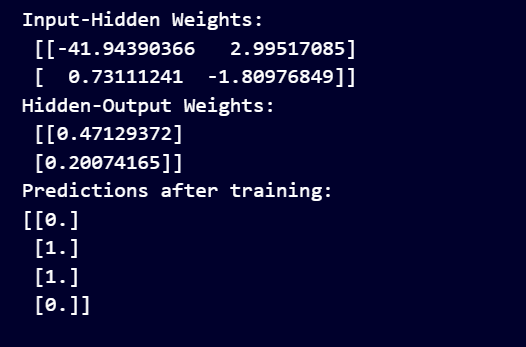 Input-Hidden Weights:
[[-41.94390366   2.99517085]
[  0.73111241  -1.80976849]]
Hidden-Output Weights:
[[0.47129372]
[0.20074165]]
Predictions after training:
[[0.]
[1.]
[1.]
[0.]]